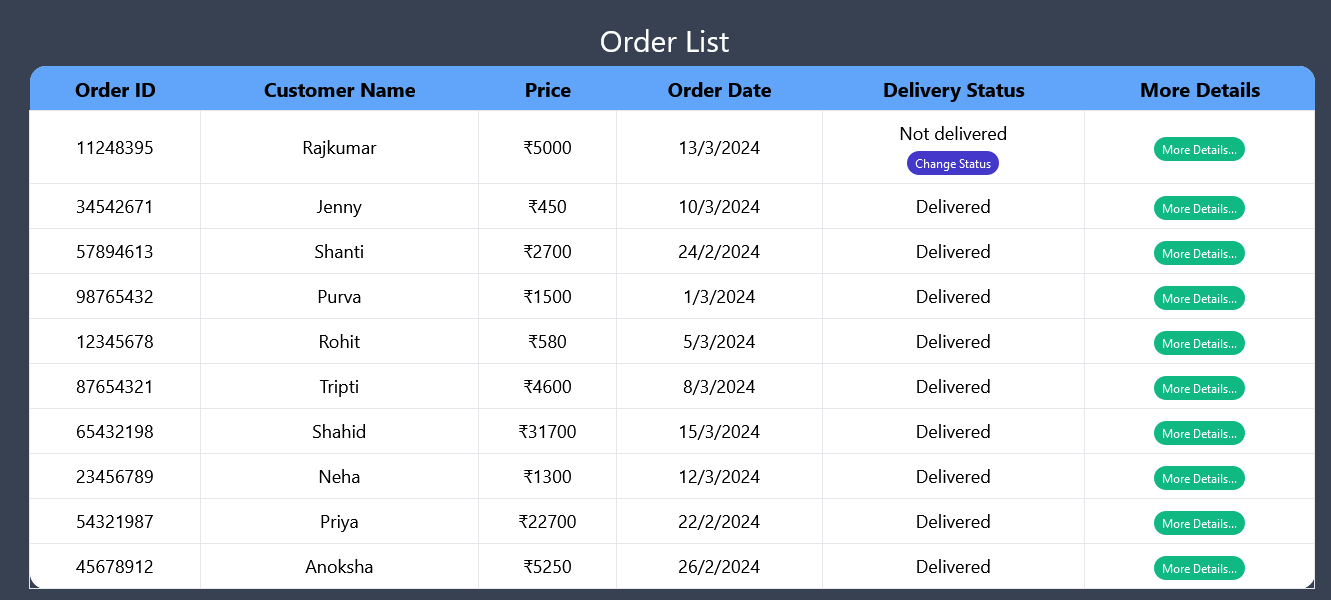 Order List
Order ID Customer Name Price Order Date Delivery Status More Details
11248395 Rajkumar ₹5000 13/3/2024 Not delivered More Details...
Change Status
34542671 Jenny ₹450 10/3/2024 Delivered More Details...
57894613 Shanti ₹2700 24/2/2024 Delivered More Details...
98765432 Purva ₹1500 1/3/2024 Delivered More Details...
12345678 Rohit ₹580 5/3/2024 Delivered More Details...
87654321 Tripti ₹4600 8/3/2024 Delivered More Details...
65432198 Shahid ₹31700 15/3/2024 Delivered More Details...
23456789 Neha ₹1300 12/3/2024 Delivered More Details...
54321987 Priya ₹22700 22/2/2024 Delivered More Details...
45678912 Anoksha ₹5250 26/2/2024 Delivered More Details...